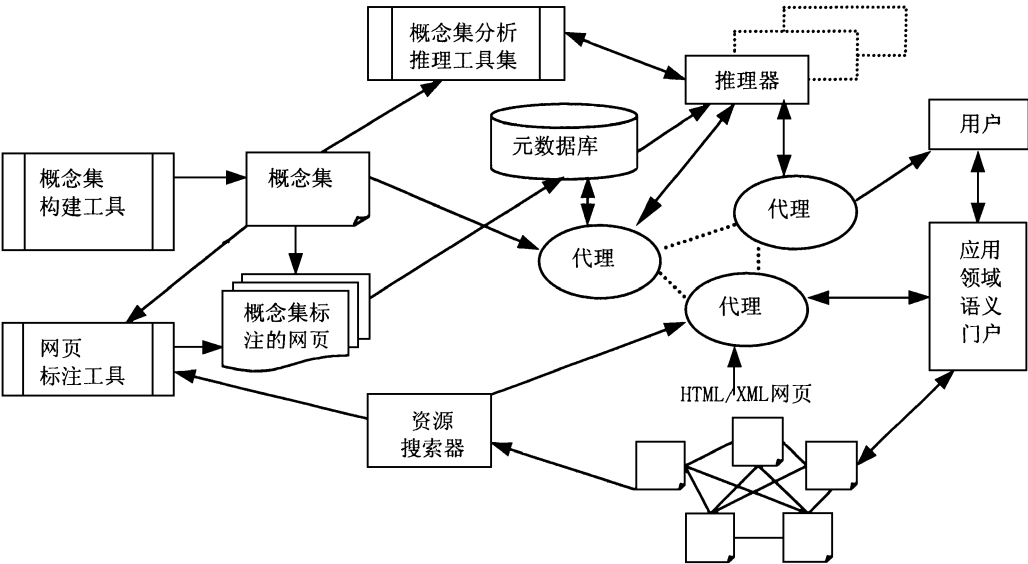 概念集分析
推理工具集
推理器
元数据库
用户
概念集
构建工具
概念集
代理
代理
应用
领域
语义
门户
概念集标
注的网页
代理
网页
标注工具
HTML/XML网页
资源
搜索器